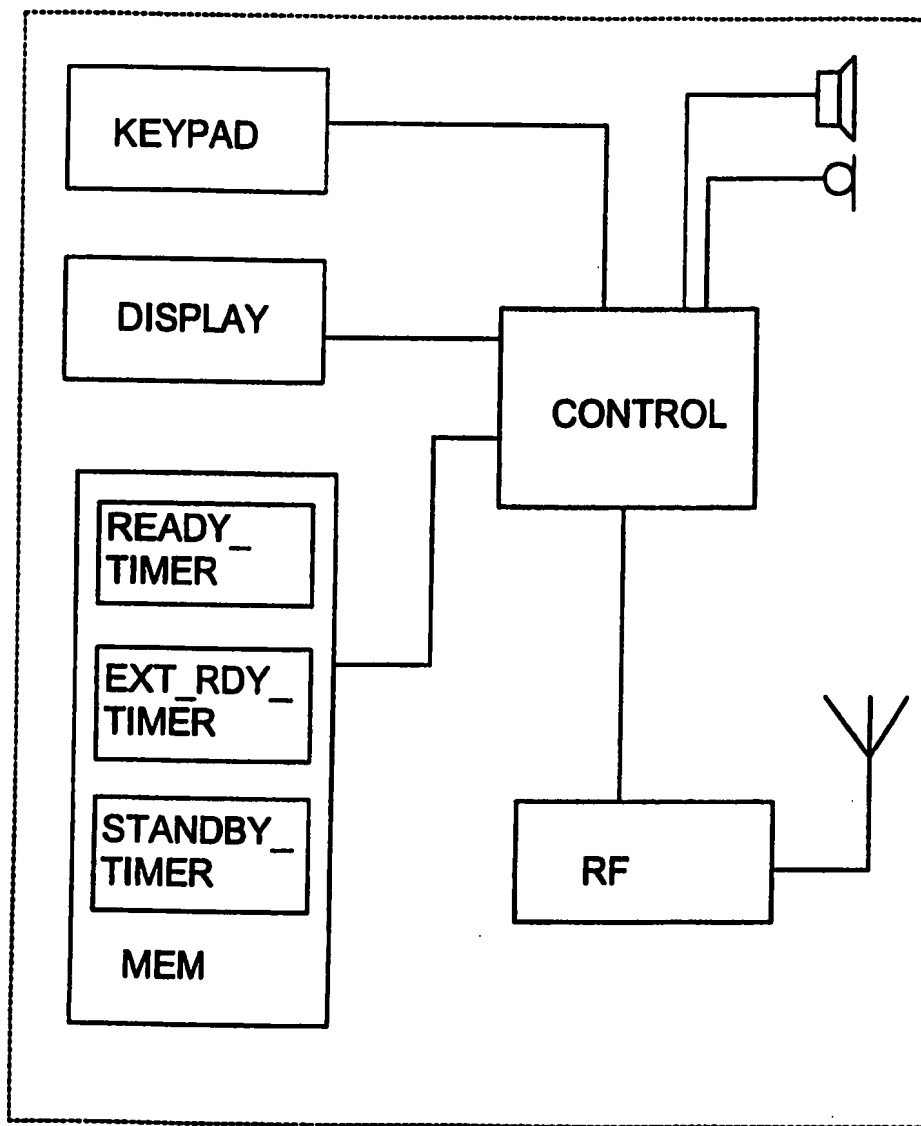 KEYPAD
DISPLAY
CONTROL
READY_
TIMER
EXT_RDY_
TIMER
STANDBY_
TIMER
MEM
RF